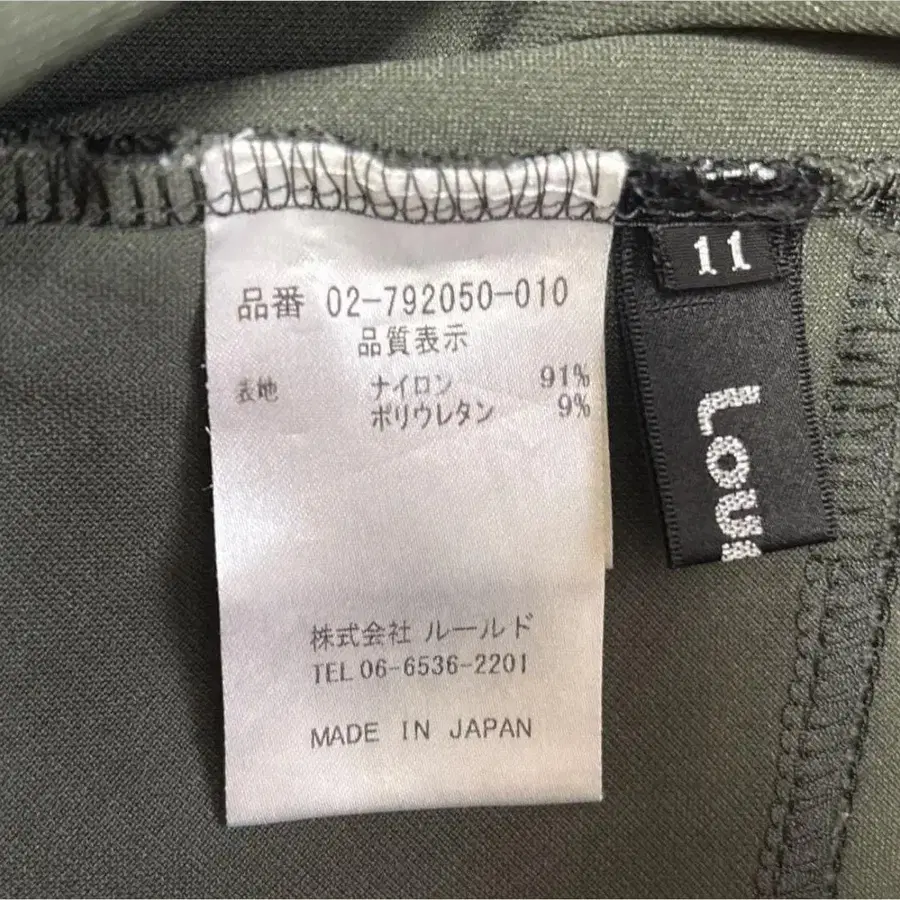 品番 02-792050-010
品質表示
表地 ナイロン 91%
ポリウレタン 9%
株式会社 ルールド
TEL 06-6536-2201
MADE IN JAPAN
11